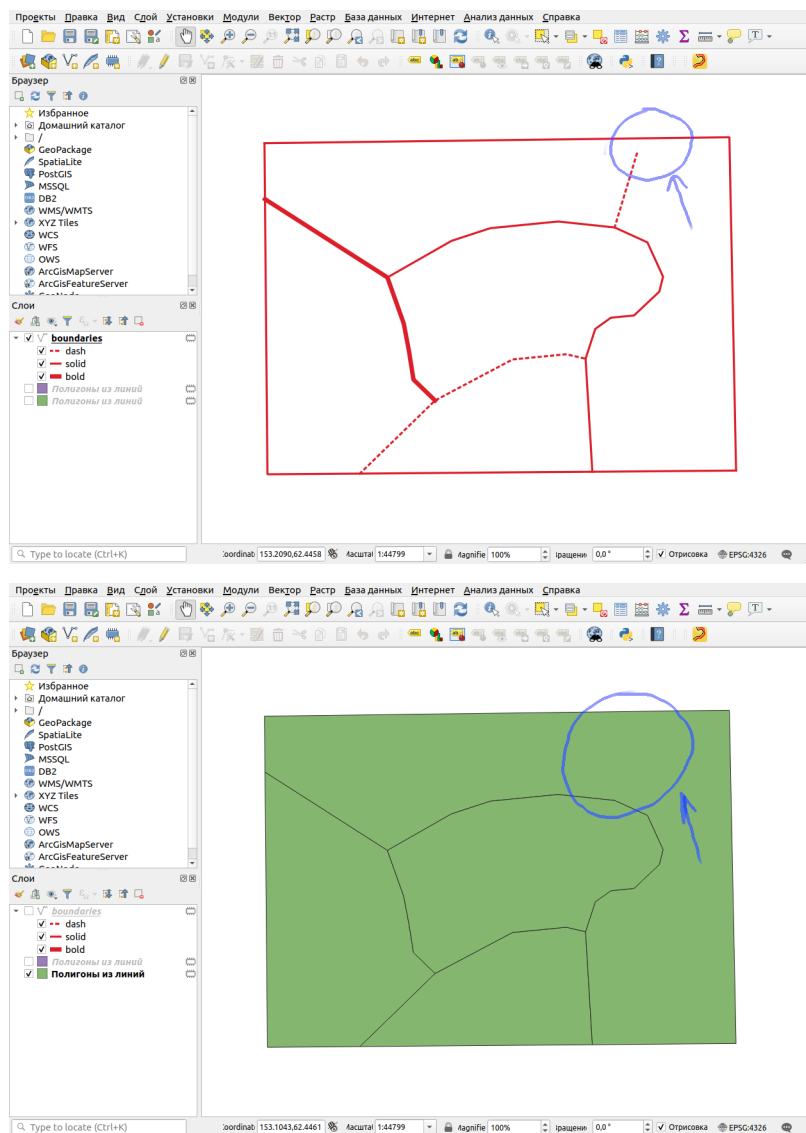 Проекты Правка Вид Слой Установки Модули Вектор Растр База данных Интернет Анализ данных Справка
Браузер
Избранное
Домашний каталог
/
GeoPackage
SpatiaLite
PostGIS
MSSQL
DB2
WMS/WMTS
XYZ Tiles
WCS
WFS
OWS
ArcGisMapServer
ArcGisFeatureServer
Слои
boundaries
dash
solid
bold
Полигоны из линий
Полигоны из линий
Type to locate (Ctrl+K) 153.2090,62.4458 1:44799 100% 0,0 ° Отрисовка EPSG:4326
Проекты Правка Вид Слой Установки Модули Вектор Растр База данных Интернет Анализ данных Справка
Браузер
Избранное
Домашний каталог
/
GeoPackage
SpatiaLite
PostGIS
MSSQL
DB2
WMS/WMTS
XYZ Tiles
WCS
WFS
OWS
ArcGisMapServer
ArcGisFeatureServer
Слои
boundaries
dash
solid
bold
Полигоны из линий
Полигоны из линий
Type to locate (Ctrl+K) 153.1043,62.4461 1:44799 100% 0,0 ° Отрисовка EPSG:4326